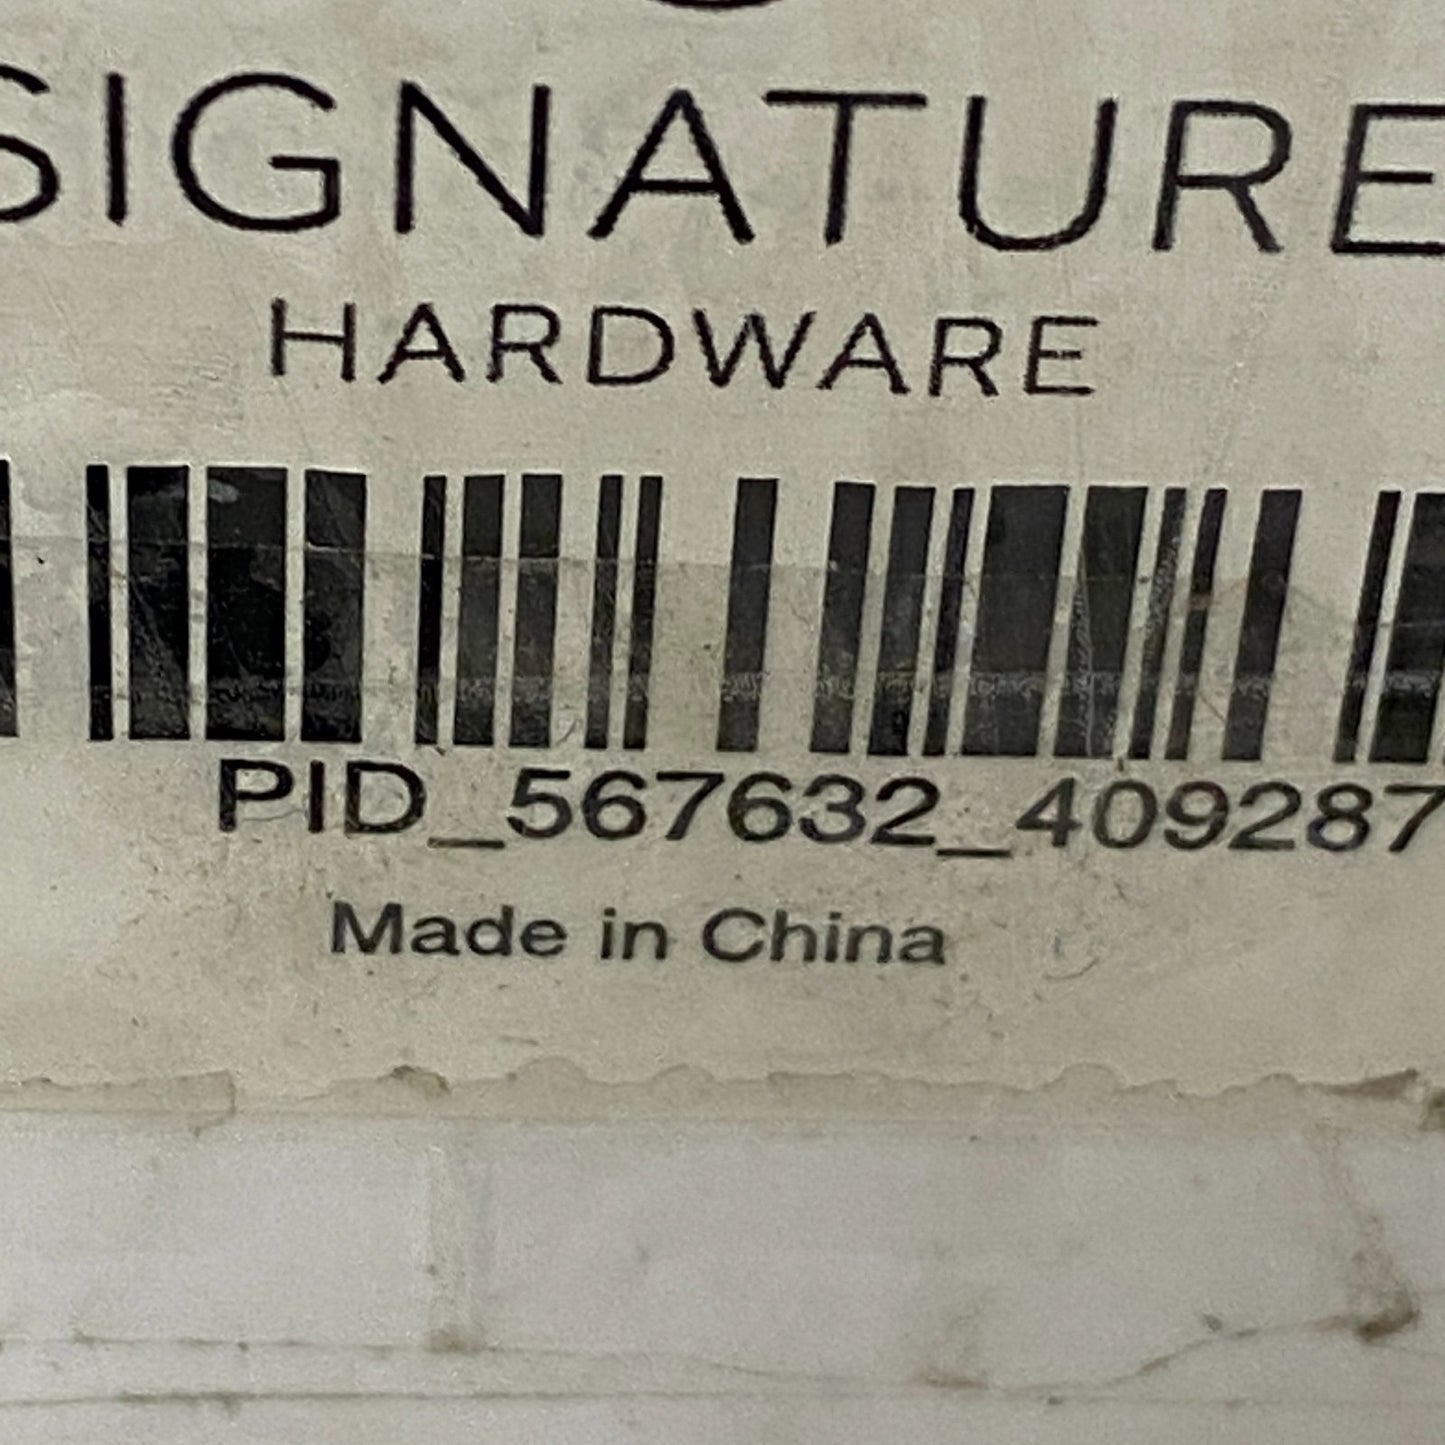 SIGNATURE
HARDWARE
PID_567632_409287
Made in China